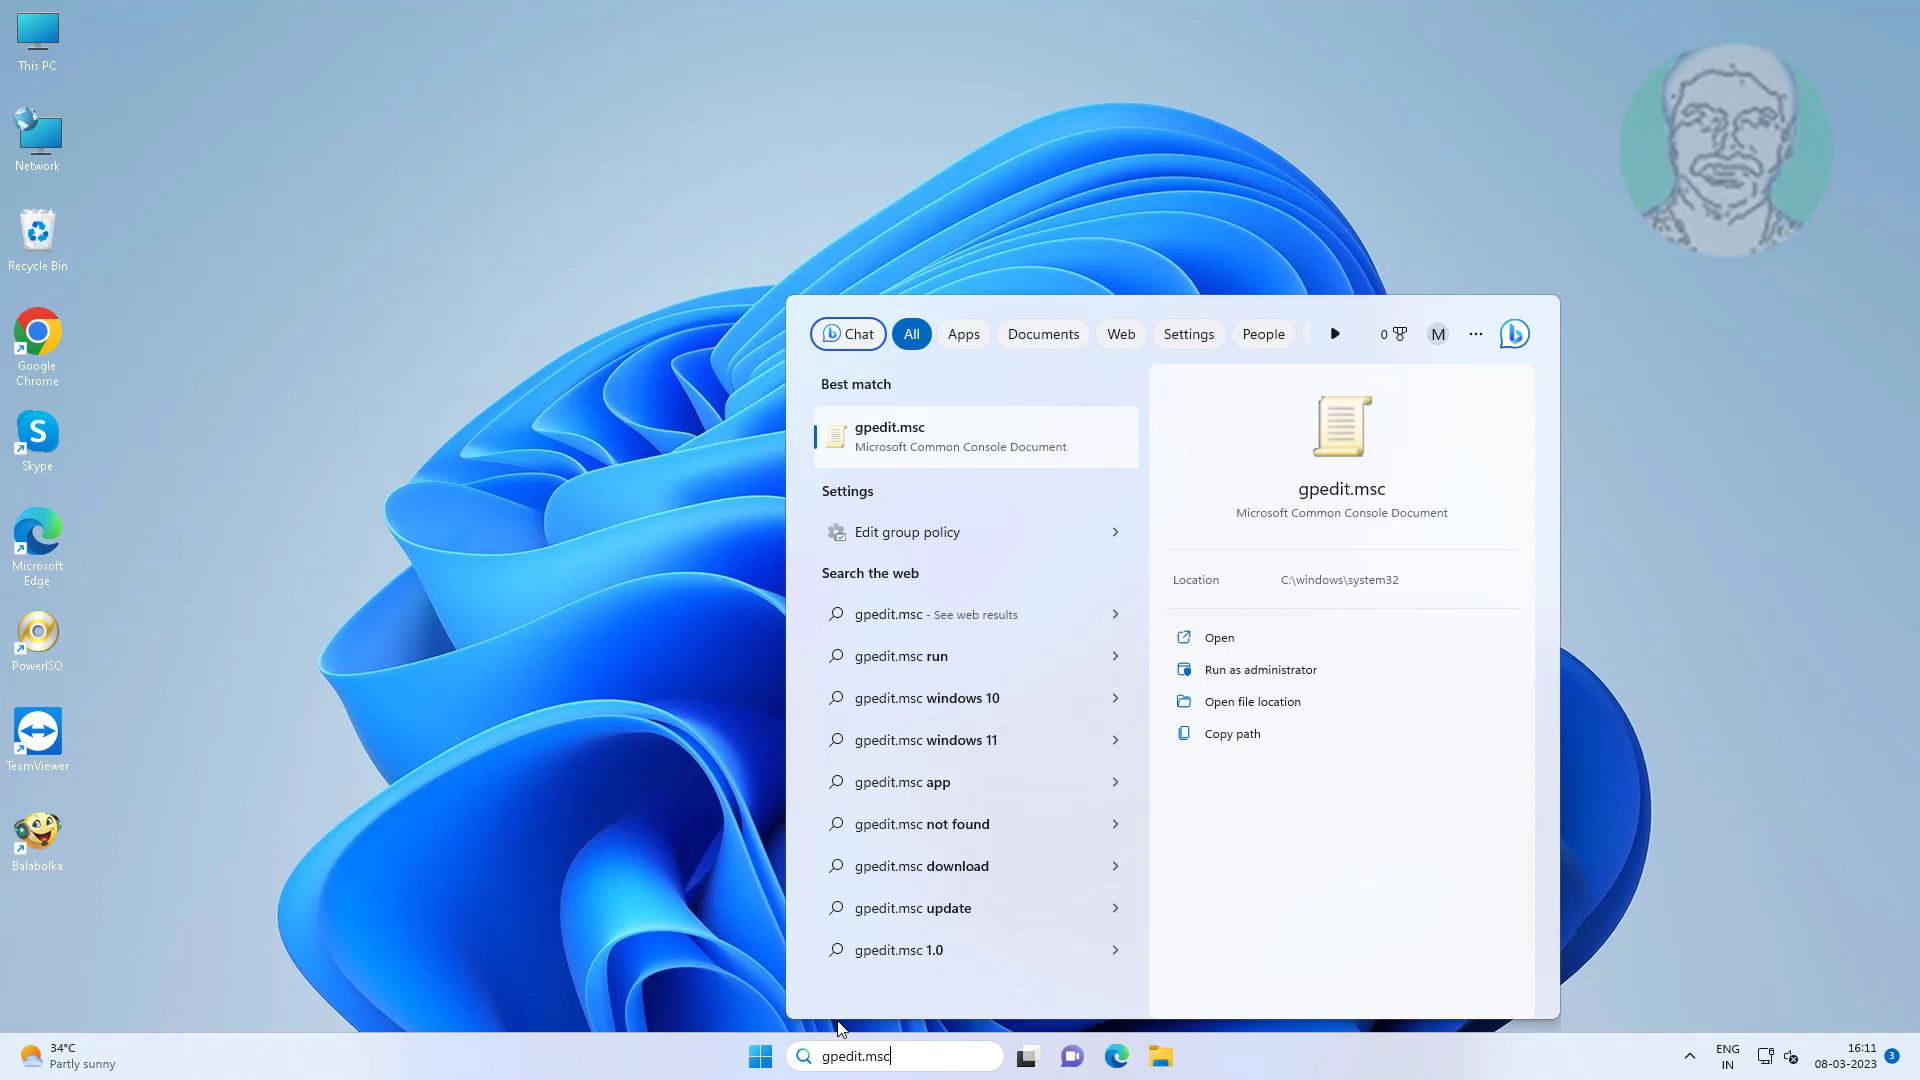 This PC
Network
Recycle Bin
Google
Chrome
S
Skype
Microsoft
Edge
PowerISO
TeamViewer
Balabolka
Chat
All
Apps
Documents
Web
Settings
People
0
M
Best match
gpedit.msc
Microsoft Common Console Document
Settings
Edit group policy
Search the web
gpedit.msc - See web results
gpedit.msc run
gpedit.msc windows 10
gpedit.msc windows 11
gpedit.msc app
gpedit.msc not found
gpedit.msc download
gpedit.msc update
gpedit.msc 1.0
gpedit.msc
Microsoft Common Console Document
Location C:\windows\system32
Open
Run as administrator
Open file location
Copy path
34°C
Partly sunny
gpedit.msc
ENG
IN
16:11
08-03-2023
3